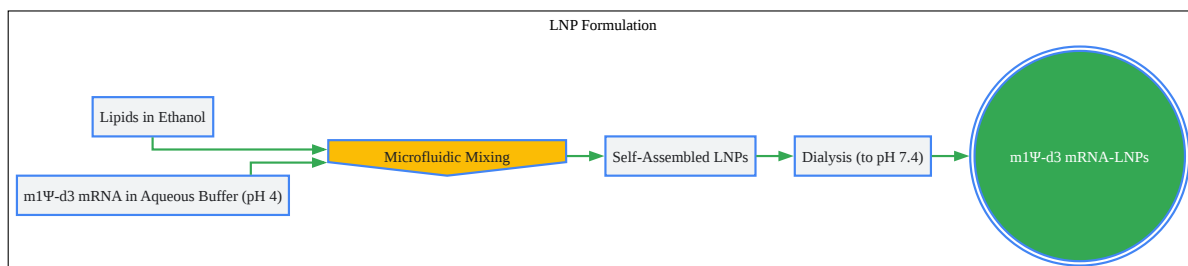 LNP Formulation
Lipids in Ethanol
m1Ψ-d3 mRNA in Aqueous Buffer (pH 4)
Microfluidic Mixing
Self-Assembled LNPs
Dialysis (to pH 7.4)
m1Ψ-d3 mRNA-LNPs